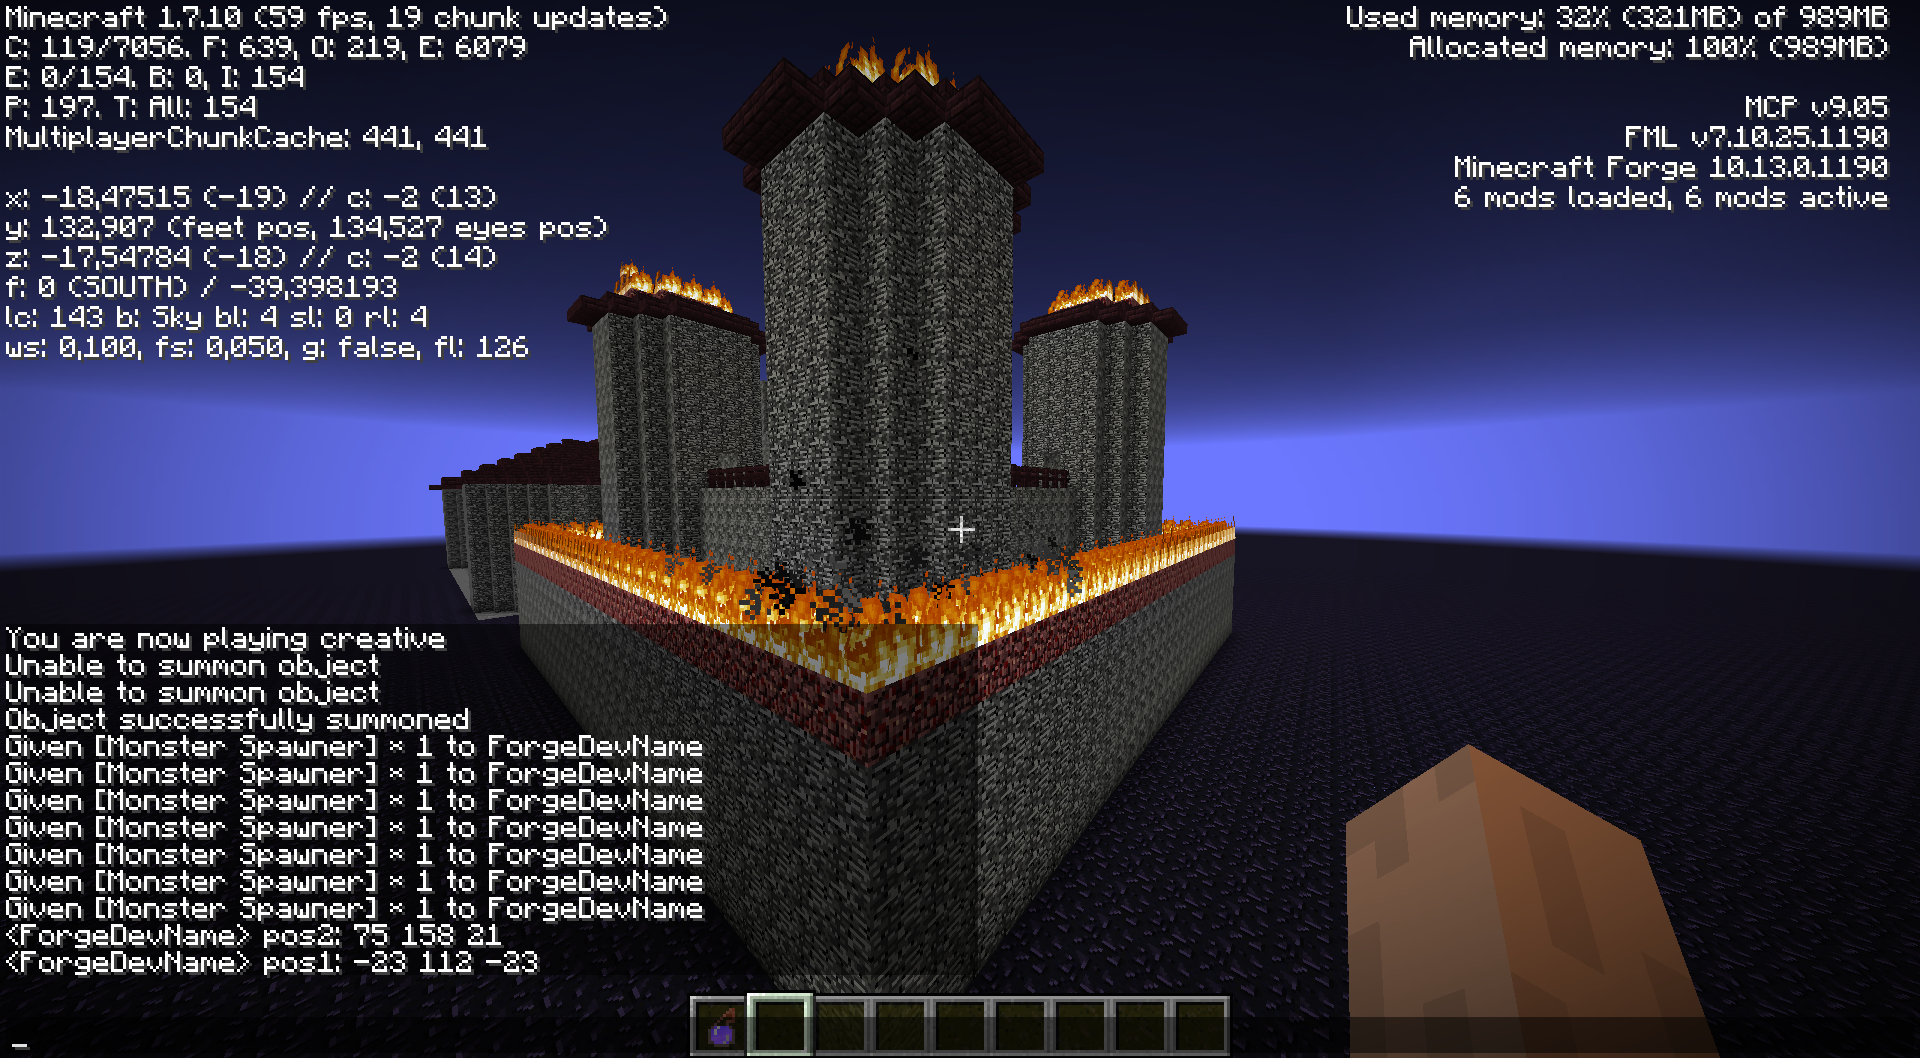 Minecraft 1.7.10 (59 fps, 19 chunk updates)
C: 119/7056. F: 639, O: 219, E: 6079
E: 0/154. B: 0, I: 154
P: 197. T: All: 154
MultiplayerChunkCache: 441, 441
x: -18,47515 (-19) // c: -2 (13)
y: 132,907 (feet pos, 134,527 eyes pos)
z: -17,54784 (-18) // c: -2 (14)
f: 0 (SOUTH) / -39,398193
lc: 143 b: Sky bl: 4 sl: 0 rl: 4
ws: 0,100, fs: 0,050, g: false, fl: 126
Used memory: 32% (321MB) of 989MB
Allocated memory: 100% (989MB)
MCP v9.05
FML v7.10.25.1190
Minecraft Forge 10.13.0.1190
6 mods loaded, 6 mods active
You are now playing creative
Unable to summon object
Unable to summon object
Object successfully summoned
Given [Monster Spawner] × 1 to ForgeDevName
Given [Monster Spawner] × 1 to ForgeDevName
Given [Monster Spawner] × 1 to ForgeDevName
Given [Monster Spawner] × 1 to ForgeDevName
Given [Monster Spawner] × 1 to ForgeDevName
Given [Monster Spawner] × 1 to ForgeDevName
Given [Monster Spawner] × 1 to ForgeDevName
<ForgeDevName> pos2: 75 158 21
<ForgeDevName> pos1: -23 112 -23
_